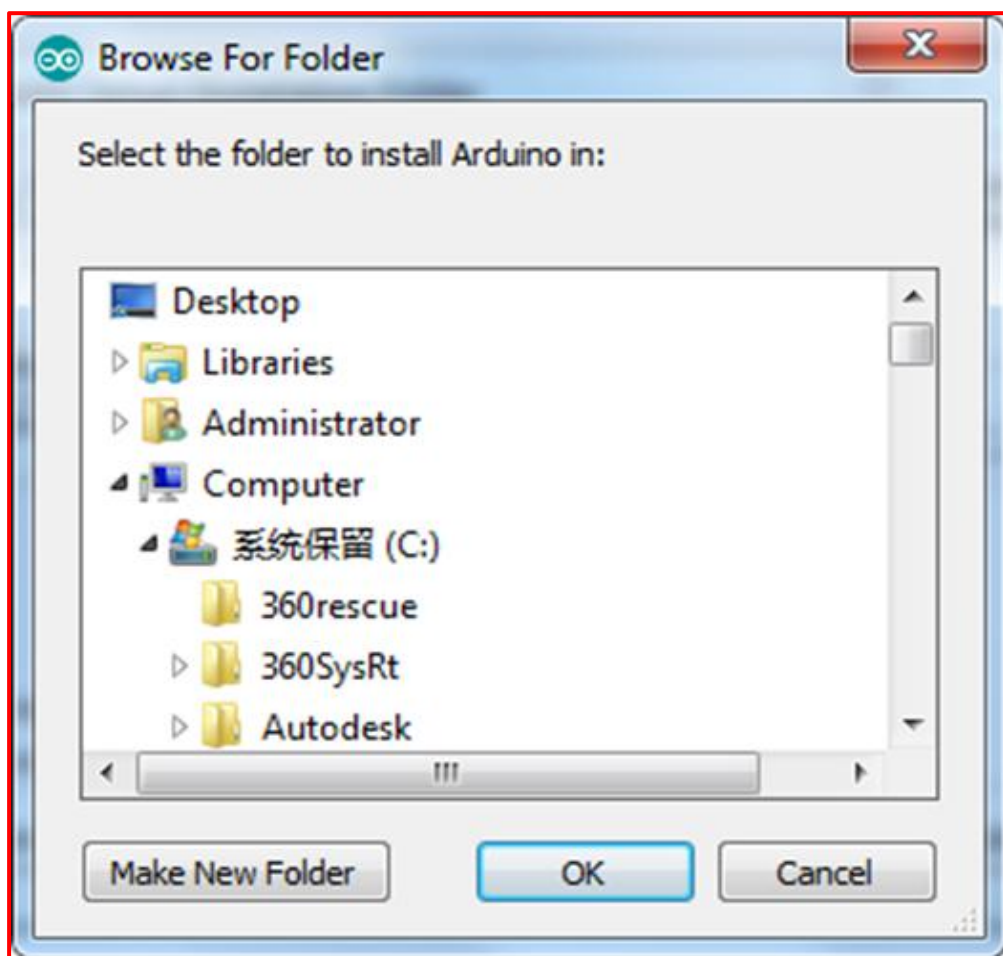 Browse For Folder
Select the folder to install Arduino in:
Desktop
Libraries
Administrator
Computer
系统保留 (C:)
360rescue
360SysRt
Autodesk
Make New Folder
OK
Cancel